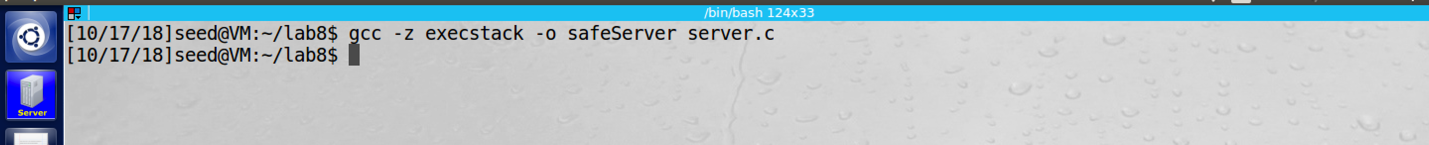 /bin/bash 124x33
[10/17/18]seed@VM:~/lab8$ gcc -z execstack -o safeServer server.c
[10/17/18]seed@VM:~/lab8$
Server